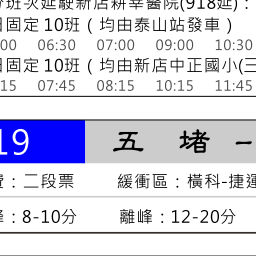 分班次延駛新店耕莘醫院(918延)：
日固定 10班（均由泰山站發車）
00 06:30 07:00 09:00 10:30
日固定 10班（均由新店中正國小(三
15 07:45 08:15 10:15 11:45
19 五 堵 -
費：二段票 緩衝區：橫科-捷運
峰：8-10分 離峰：12-20分